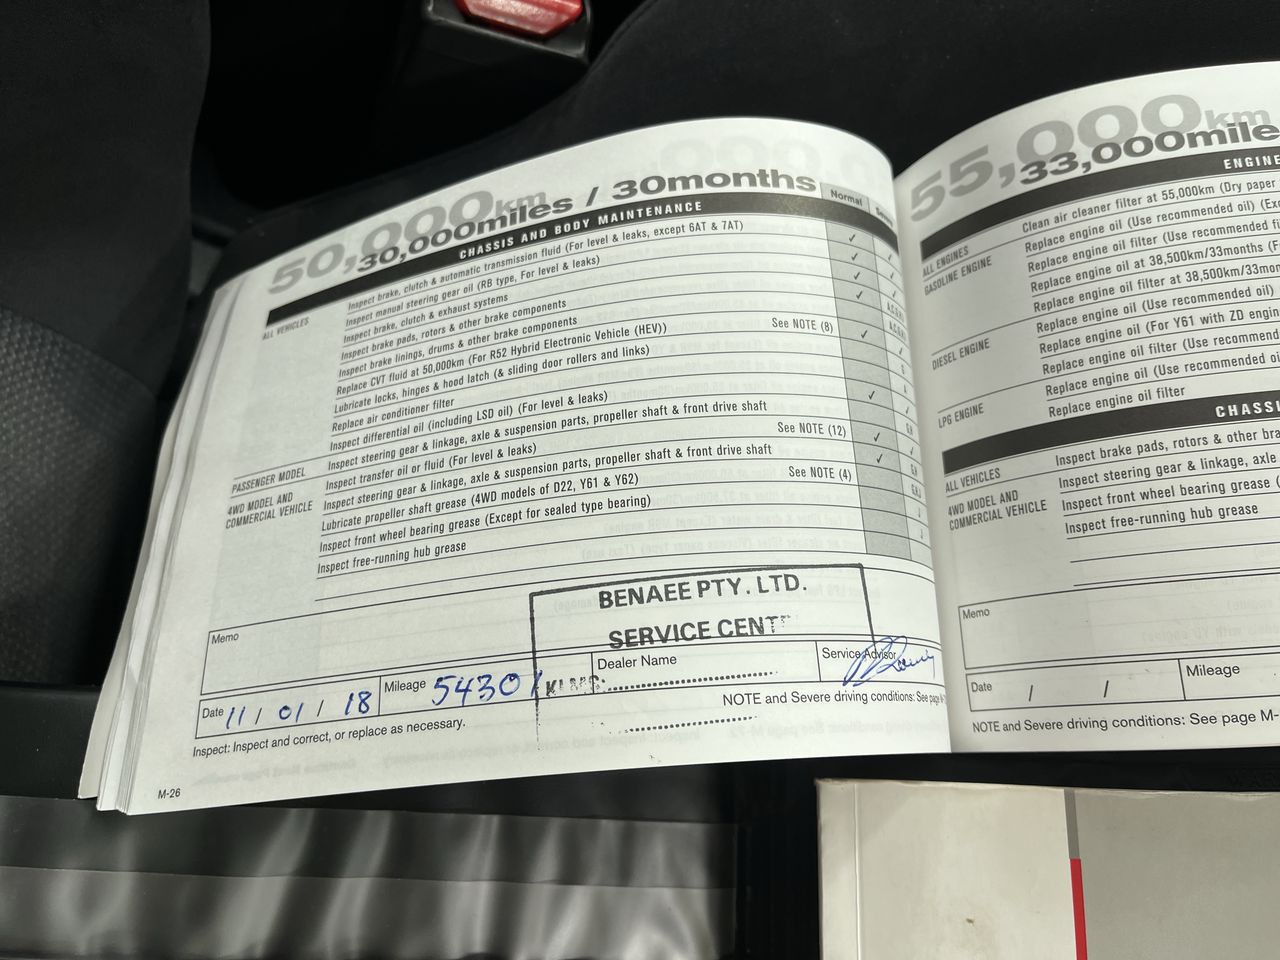 50,000km
30,000miles / 30months
CHASSIS AND BODY MAINTENANCE
Normal
ALL VEHICLES
Inspect brake, clutch & automatic transmission fluid (For level & leaks, except 6AT & 7AT)
Inspect manual steering gear oil (RB type, For level & leaks)
Inspect brake, clutch & exhaust systems
Inspect brake pads, rotors & other brake components
Inspect brake linings, drums & other brake components
Replace CVT fluid at 50,000km (For R52 Hybrid Electronic Vehicle (HEV)) See NOTE (8)
Lubricate locks, hinges & hood latch (& sliding door rollers and links)
Replace air conditioner filter
Inspect differential oil (including LSD oil) (For level & leaks)
PASSENGER MODEL
Inspect steering gear & linkage, axle & suspension parts, propeller shaft & front drive shaft
4WD MODEL AND COMMERCIAL VEHICLE
Inspect transfer oil or fluid (For level & leaks) See NOTE (12)
Inspect steering gear & linkage, axle & suspension parts, propeller shaft & front drive shaft
Lubricate propeller shaft grease (4WD models of D22, Y61 & Y62) See NOTE (4)
Inspect front wheel bearing grease (Except for sealed type bearing)
Inspect free-running hub grease
BENAEE PTY. LTD.
SERVICE CENT
Memo
Date 11 / 01 / 18 Mileage 54301 Dealer Name Service Advisor
KLMS:
Inspect: Inspect and correct, or replace as necessary. NOTE and Severe driving conditions: See page
M-26
55,000km
33,000mile
ENGINE
ALL ENGINES
Clean air cleaner filter at 55,000km (Dry paper
GASOLINE ENGINE
Replace engine oil (Use recommended oil) (Exc
Replace engine oil filter (Use recommended fi
Replace engine oil at 38,500km/33months (F
Replace engine oil filter at 38,500km/33mon
DIESEL ENGINE
Replace engine oil (Use recommended oil)
Replace engine oil (For Y61 with ZD engin
Replace engine oil filter (Use recommend
LPG ENGINE
Replace engine oil (Use recommended oi
Replace engine oil filter
CHASSI
ALL VEHICLES
Inspect brake pads, rotors & other bra
4WD MODEL AND COMMERCIAL VEHICLE
Inspect steering gear & linkage, axle
Inspect front wheel bearing grease (
Inspect free-running hub grease
Memo
Date / / Mileage
NOTE and Severe driving conditions: See page M-